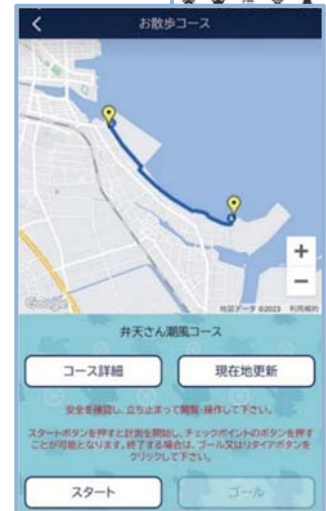 お散歩コース
Google
地図データ ©2023 利用規約
弁天さん潮風コース
コース詳細
現在地更新
安全を確認し、立ち止まって閲覧・操作して下さい。
スタートボタンを押すと計測を開始し、チェックポイントのボタンを押す
ことが可能となります。終了する場合は、ゴール又はリタイアボタンを
クリックして下さい。
スタート
ゴール